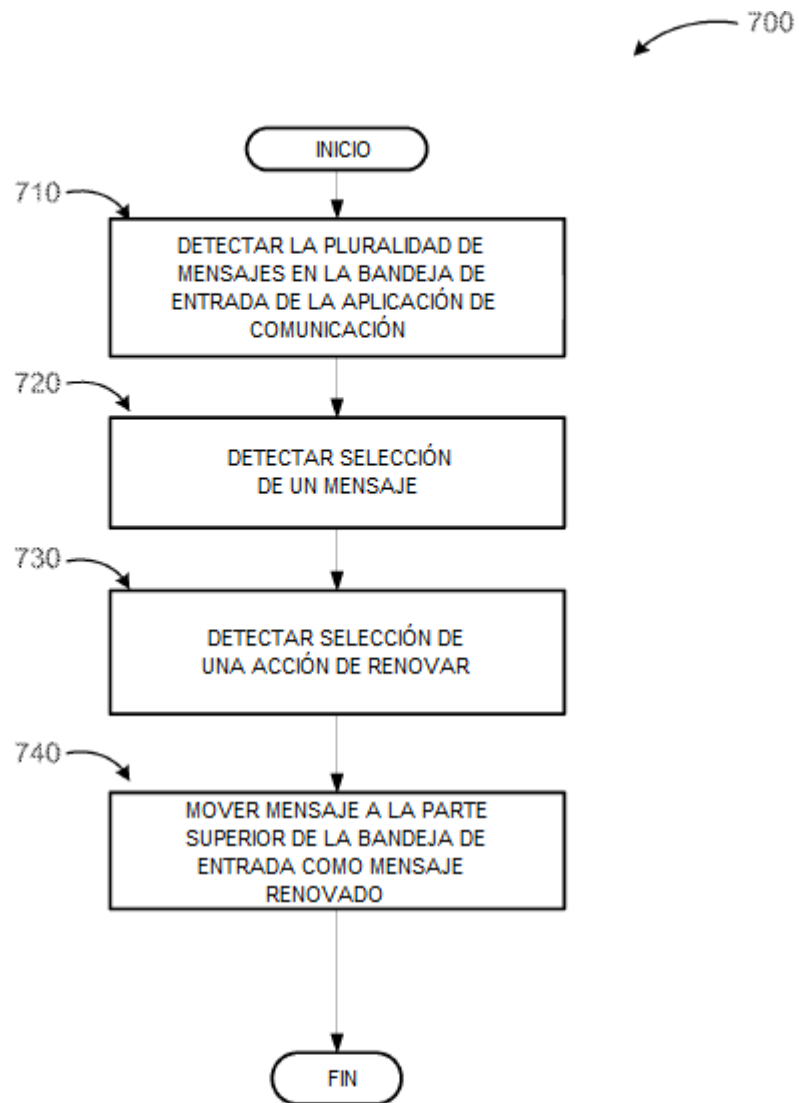 700
INICIO
710
DETECTAR LA PLURALIDAD DE
MENSAJES EN LA BANDEJA DE
ENTRADA DE LA APLICACIÓN DE
COMUNICACIÓN
720
DETECTAR SELECCIÓN
DE UN MENSAJE
730
DETECTAR SELECCIÓN DE
UNA ACCIÓN DE RENOVAR
740
MOVER MENSAJE A LA PARTE
SUPERIOR DE LA BANDEJA DE
ENTRADA COMO MENSAJE
RENOVADO
FIN